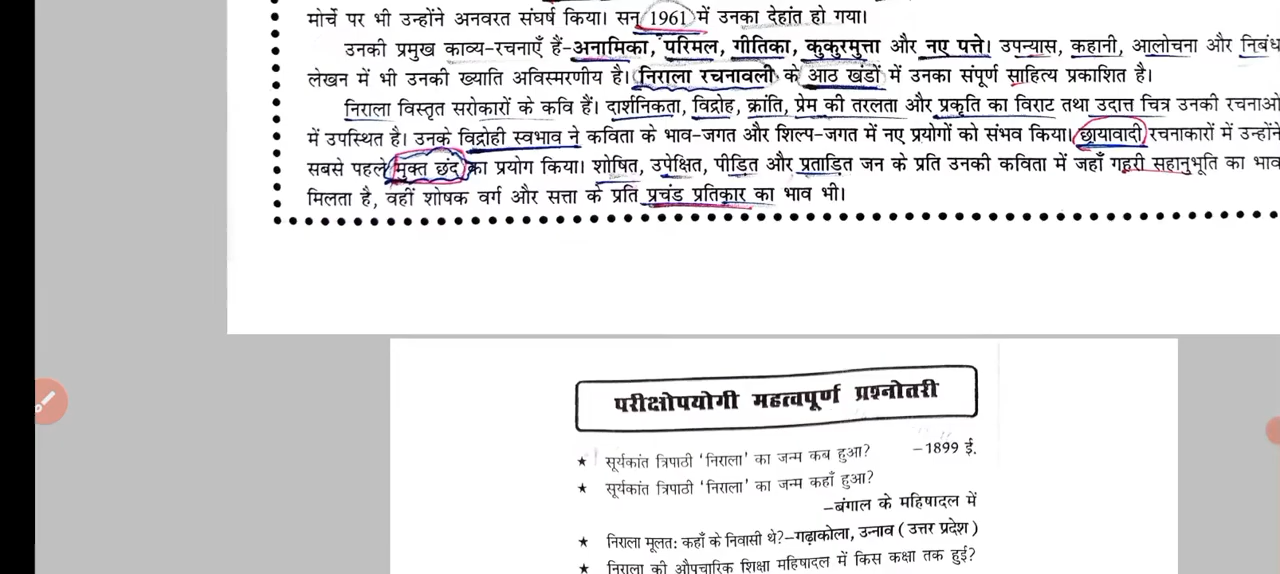 मोर्चे पर भी उन्होंने अनवरत संघर्ष किया। सन् 1961 में उनका देहांत हो गया।
उनकी प्रमुख काव्य-रचनाएँ हैं-अनामिका, परिमल, गीतिका, कुकुरमुत्ता और नए पत्ते। उपन्यास, कहानी, आलोचना और निबंध
लेखन में भी उनकी ख्याति अविस्मरणीय है। निराला रचनावली के आठ खंडों में उनका संपूर्ण साहित्य प्रकाशित है।
निराला विस्तृत सरोकारों के कवि हैं। दार्शनिकता, विद्रोह, क्रांति, प्रेम की तरलता और प्रकृति का विराट तथा उदात्त चित्र उनकी रचनाओं
में उपस्थित है। उनके विद्रोही स्वभाव ने कविता के भाव-जगत और शिल्प-जगत में नए प्रयोगों को संभव किया। छायावादी रचनाकारों में उन्होंने
सबसे पहले मुक्त छंद का प्रयोग किया। शोषित, उपेक्षित, पीड़ित और प्रताड़ित जन के प्रति उनकी कविता में जहाँ गहरी सहानुभूति का भाव
मिलता है, वहीं शोषक वर्ग और सत्ता के प्रति प्रचंड प्रतिकार का भाव भी।
परीक्षोपयोगी महत्वपूर्ण प्रश्नोतरी
★ सूर्यकांत त्रिपाठी 'निराला' का जन्म कब हुआ? –1899 ई.
★ सूर्यकांत त्रिपाठी 'निराला' का जन्म कहाँ हुआ?
–बंगाल के महिषादल में
★ निराला मूलत: कहाँ के निवासी थे?–गढ़ाकोला, उन्नाव ( उत्तर प्रदेश )
★ निराला की औपचारिक शिक्षा महिषादल में किस कक्षा तक हुई?